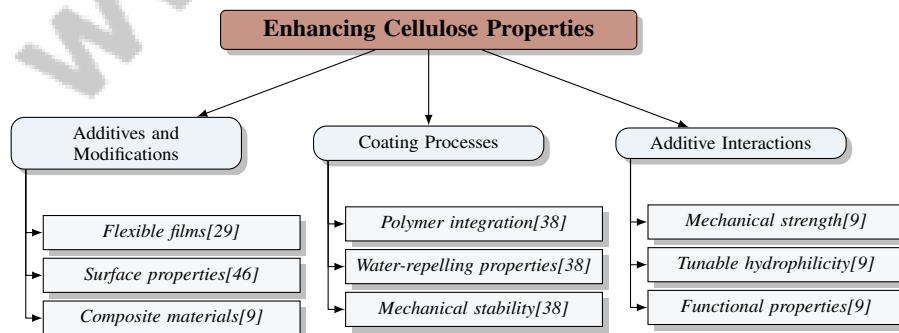 Enhancing Cellulose Properties
Additives and
Modifications
Flexible films[29]
Surface properties[46]
Composite materials[9]
Coating Processes
Polymer integration[38]
Water-repelling properties[38]
Mechanical stability[38]
Additive Interactions
Mechanical strength[9]
Tunable hydrophilicity[9]
Functional properties[9]